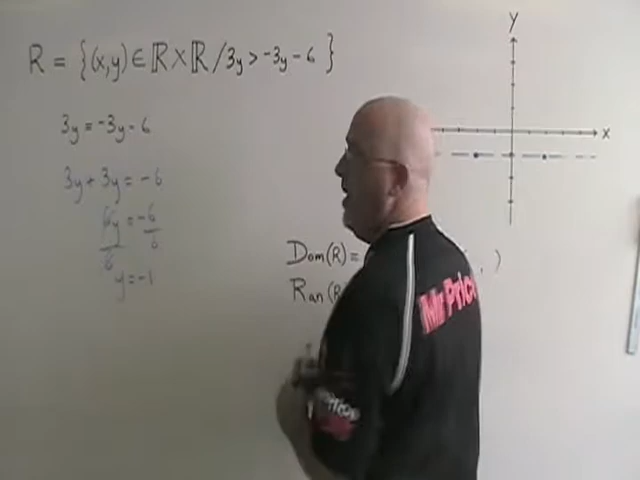 R = {(x,y) ∈ ℝ X ℝ / 3y > -3y - 6 }
3y = -3y - 6
3y + 3y = -6
6y/6 = -6/6
y = -1
Y
X
Dom(R) =
Ran(R
, )
Mr Price